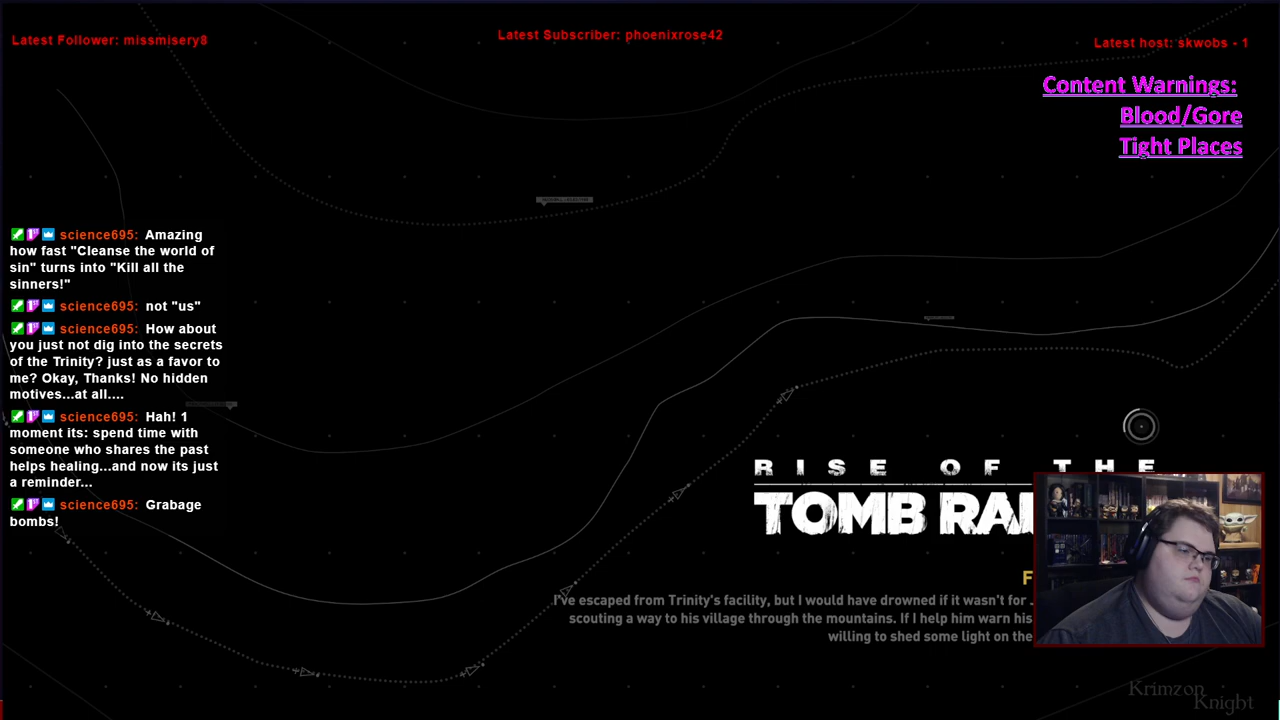 Latest Follower: missmisery8
Latest Subscriber: phoenixrose42
Latest host: skwobs - 1
Content Warnings:
Blood/Gore
Tight Places
science695: Amazing
how fast "Cleanse the world of
sin" turns into "Kill all the
sinners!"
science695: not "us"
science695: How about
you just not dig into the secrets
of the Trinity? just as a favor to
me? Okay, Thanks! No hidden
motives...at all....
science695: Hah! 1
moment its: spend time with
someone who shares the past
helps healing...and now its just
a reminder...
science695: Grabage
bombs!
RISE OF THE
TOMB RAI
F
I've escaped from Trinity's facility, but I would have drowned if it wasn't for
scouting a way to his village through the mountains. If I help him warn his
willing to shed some light on the
Krimzon
Knight